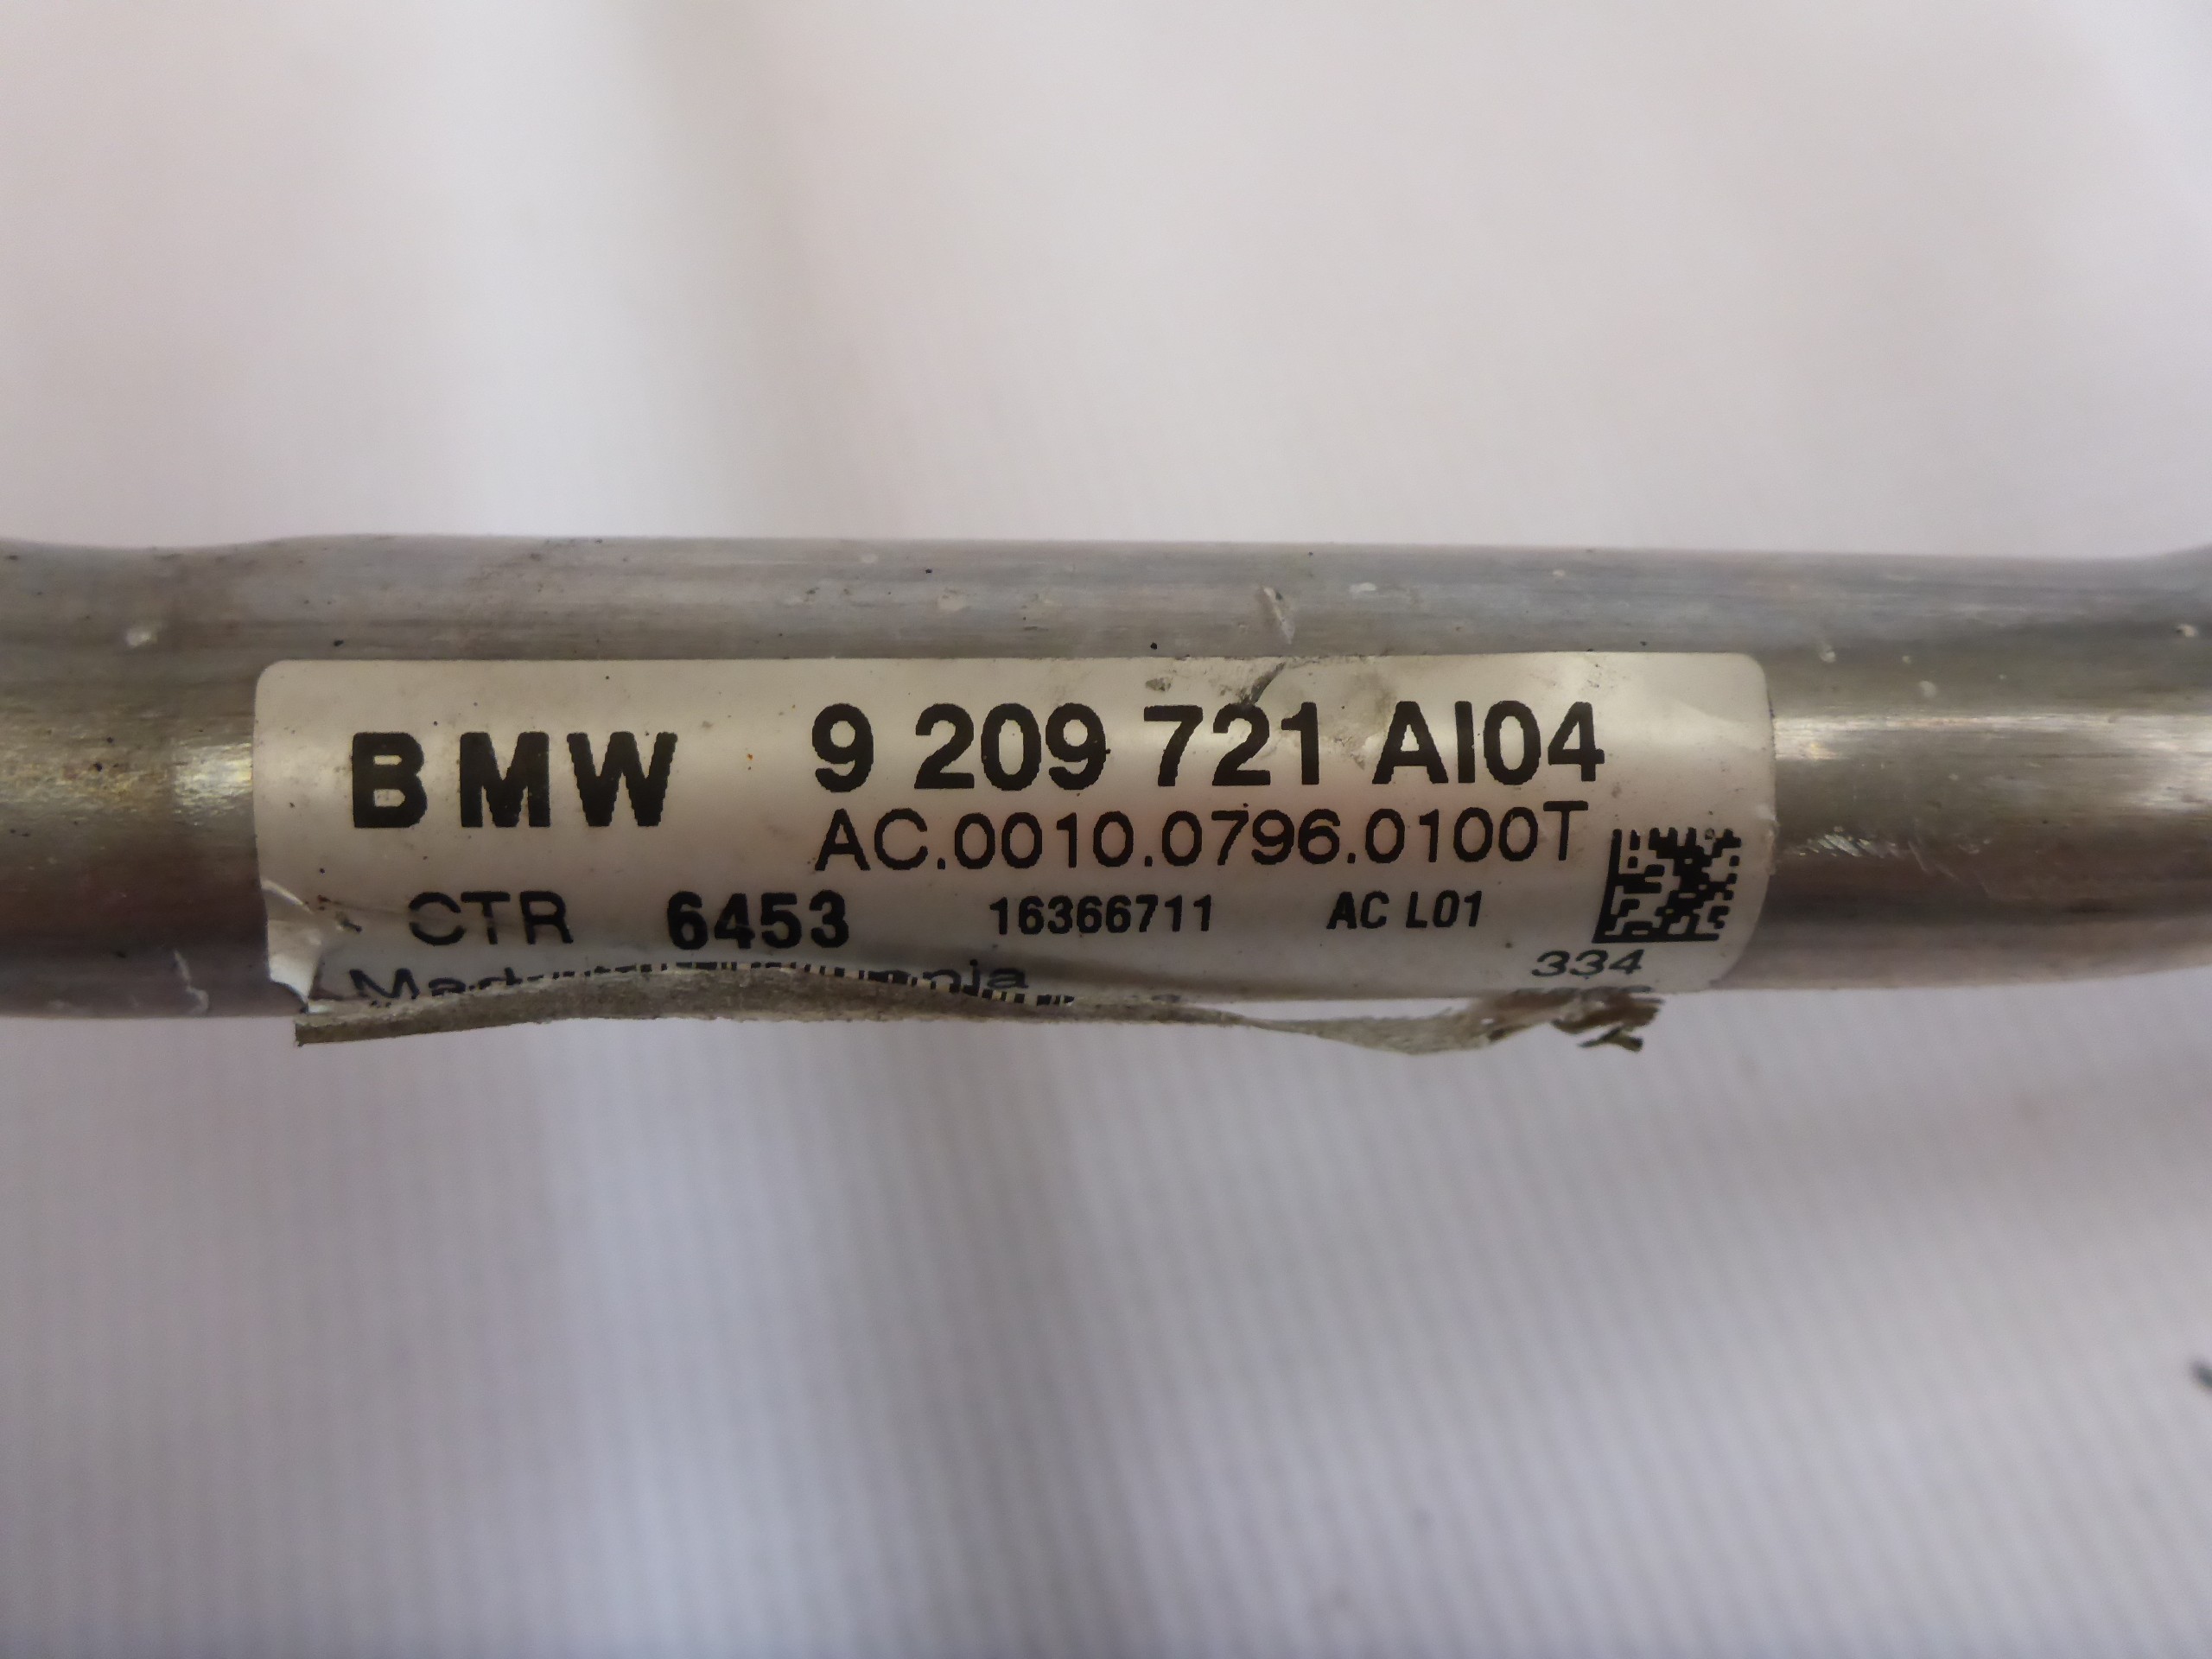 BMW 9 209 721 AI04
AC.0010.0796.0100T
CTR 6453 16366711 AC L01
334